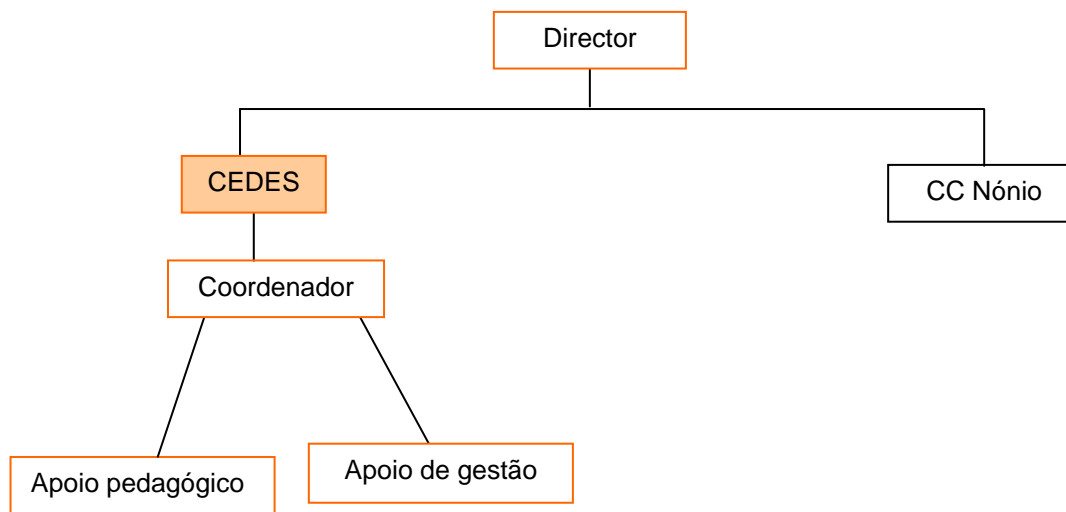 Director
CEDES
CC Nónio
Coordenador
Apoio pedagógico
Apoio de gestão